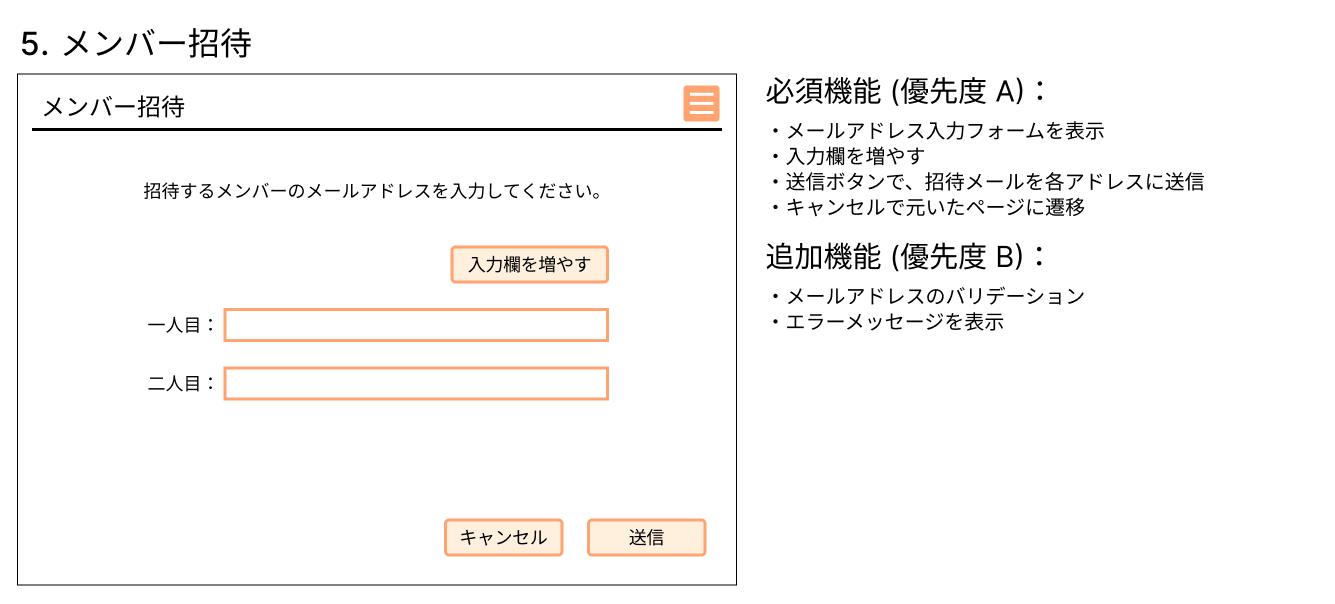 5. メンバー招待
メンバー招待
招待するメンバーのメールアドレスを入力してください。
入力欄を増やす
一人目：
二人目：
キャンセル
送信
必須機能 (優先度 A)：
・メールアドレス入力フォームを表示
・入力欄を増やす
・送信ボタンで、招待メールを各アドレスに送信
・キャンセルで元いたページに遷移
追加機能 (優先度 B)：
・メールアドレスのバリデーション
・エラーメッセージを表示